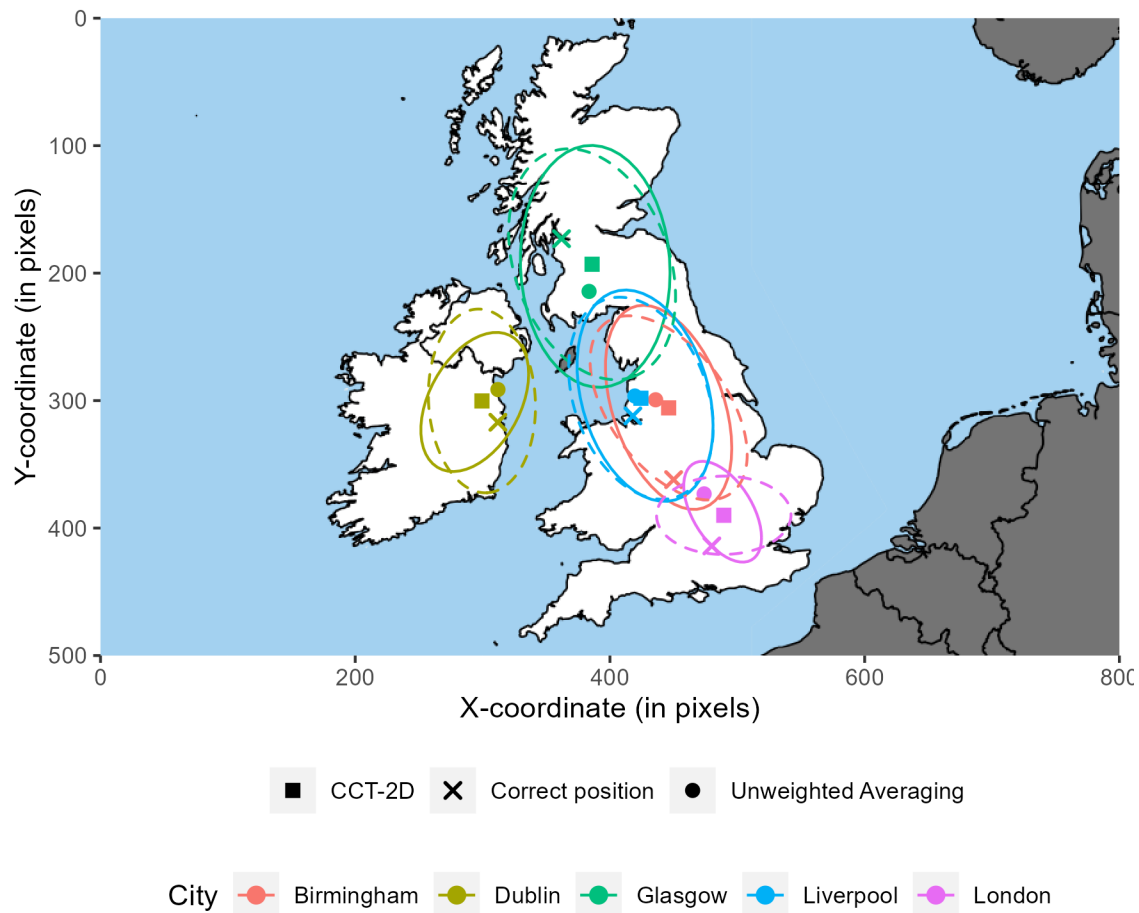 0
100
200
300
400
500
Y-coordinate (in pixels)
0 200 400 600 800
X-coordinate (in pixels)
CCT-2D Correct position Unweighted Averaging
City Birmingham Dublin Glasgow Liverpool London